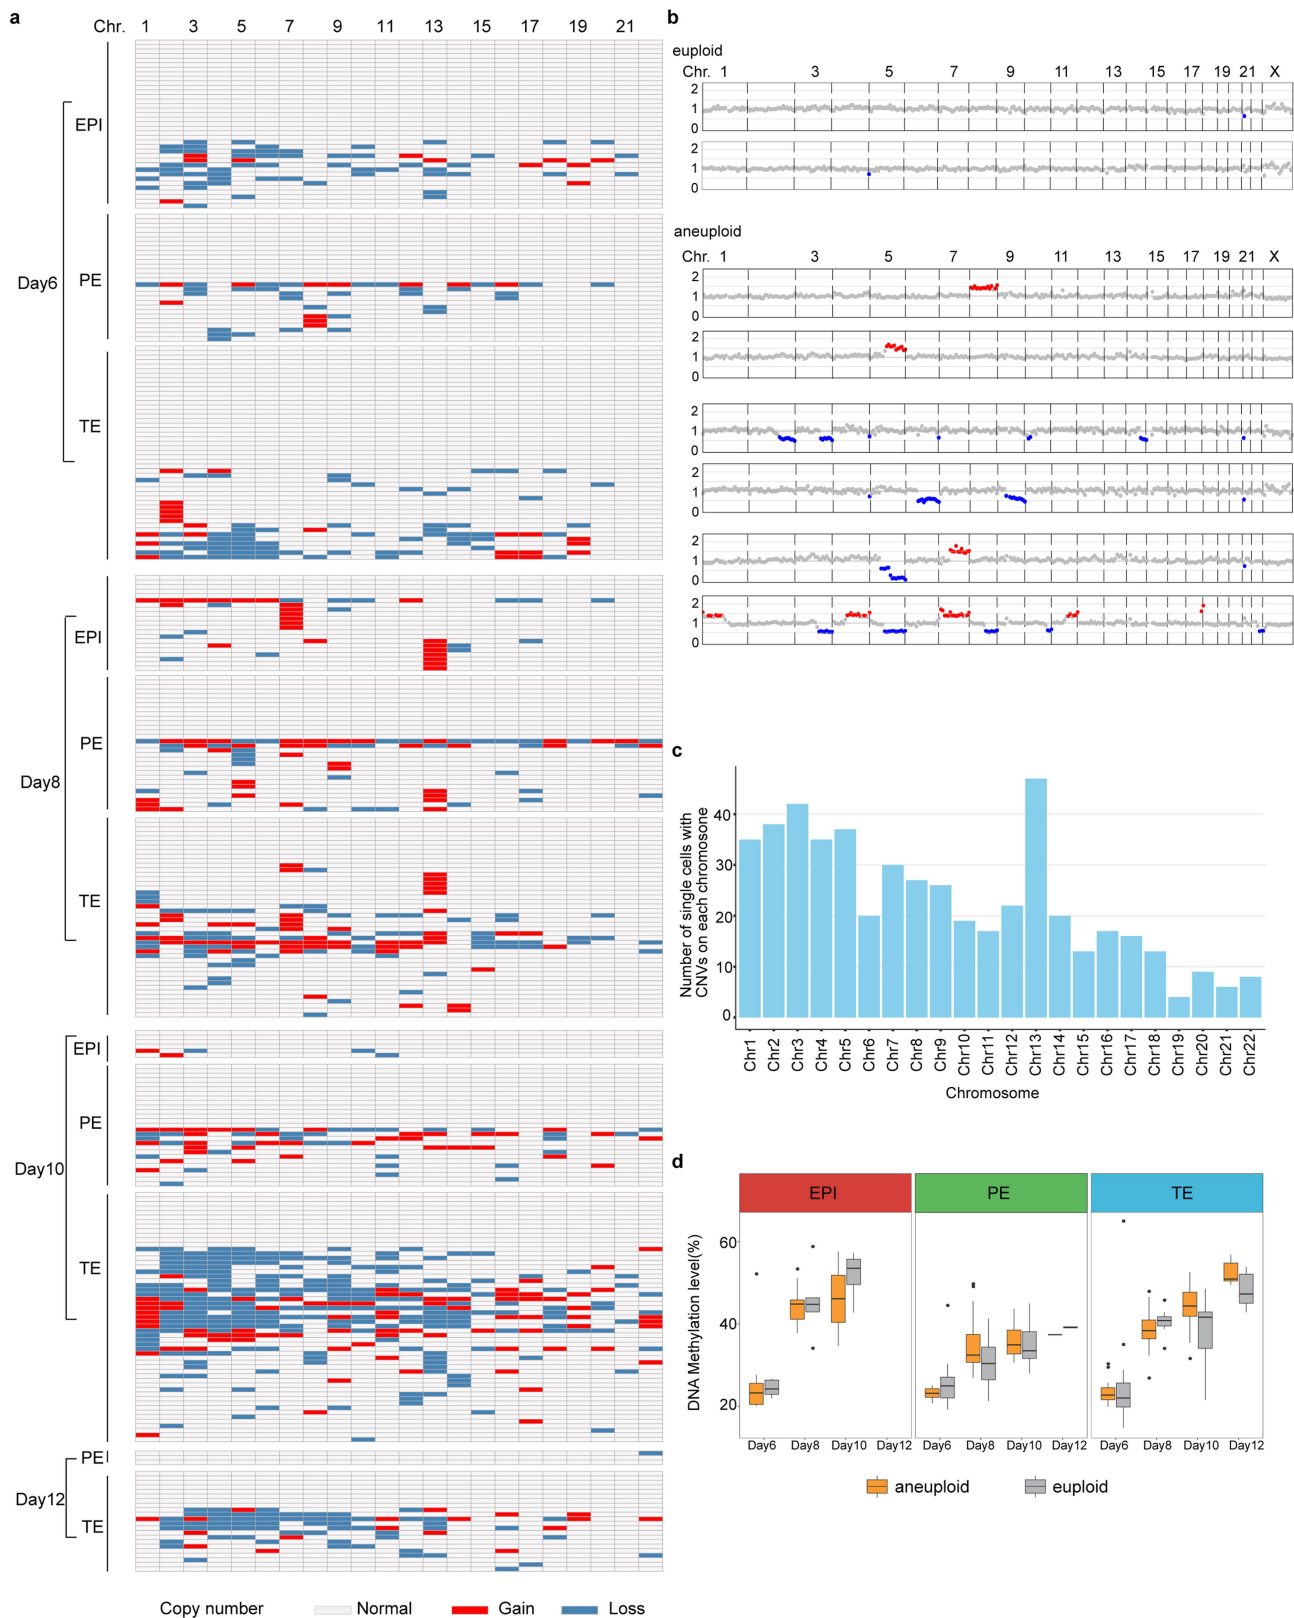 a
Chr. 1 3 5 7 9 11 13 15 17 19 21
Day6
EPI
PE
TE
Day8
EPI
PE
TE
Day10
EPI
PE
TE
Day12
PE
TE
Copy number Normal Gain Loss
b
euploid
Chr. 1 3 5 7 9 11 13 15 17 19 21 X
2
1
0
2
1
0
aneuploid
Chr. 1 3 5 7 9 11 13 15 17 19 21 X
2
1
0
2
1
0
2
1
0
2
1
0
2
1
0
2
1
0
c
Number of single cells with
CNVs on each chromosome
40
30
20
10
0
Chr1 Chr2 Chr3 Chr4 Chr5 Chr6 Chr7 Chr8 Chr9 Chr10 Chr11 Chr12 Chr13 Chr14 Chr15 Chr16 Chr17 Chr18 Chr19 Chr20 Chr21 Chr22
Chromosome
d
EPI PE TE
DNA Methylation level(%)
60
40
20
Day6 Day8 Day10 Day12 Day6 Day8 Day10 Day12 Day6 Day8 Day10 Day12
aneuploid euploid